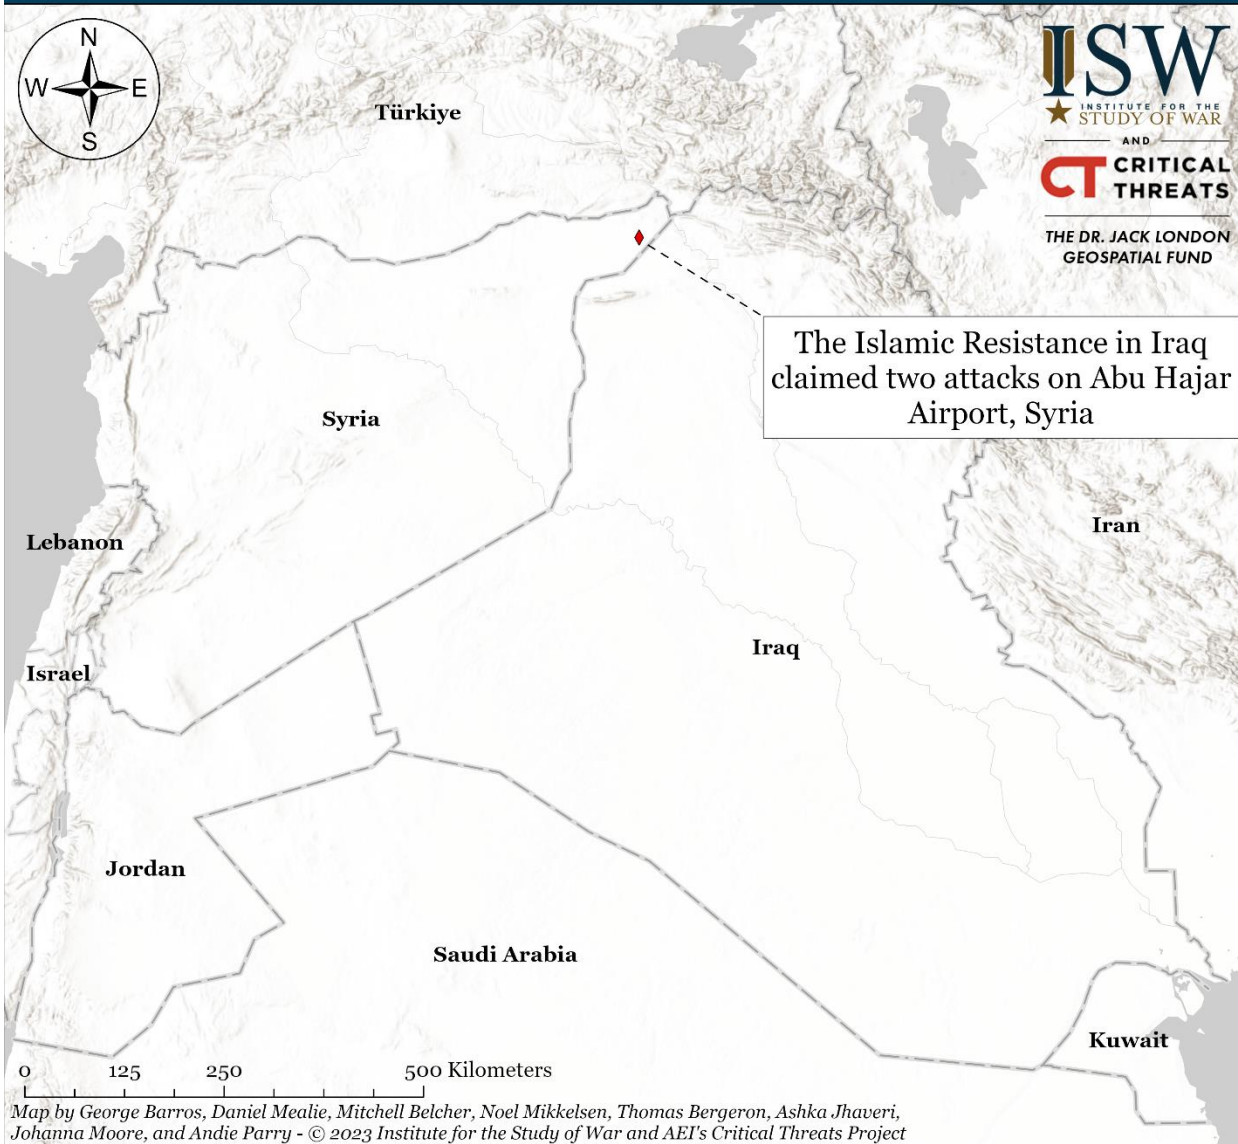 N
W
E
S
ISW
INSTITUTE FOR THE
STUDY OF WAR
AND
CT CRITICAL
THREATS
THE DR. JACK LONDON
GEOSPATIAL FUND
Türkiye
The Islamic Resistance in Iraq
claimed two attacks on Abu Hajar
Airport, Syria
Syria
Iran
Lebanon
Iraq
Israel
Jordan
Saudi Arabia
Kuwait
0 125 250 500 Kilometers
Map by George Barros, Daniel Mealie, Mitchell Belcher, Noel Mikkelsen, Thomas Bergeron, Ashka Jhaveri,
Johanna Moore, and Andie Parry - © 2023 Institute for the Study of War and AEI's Critical Threats Project